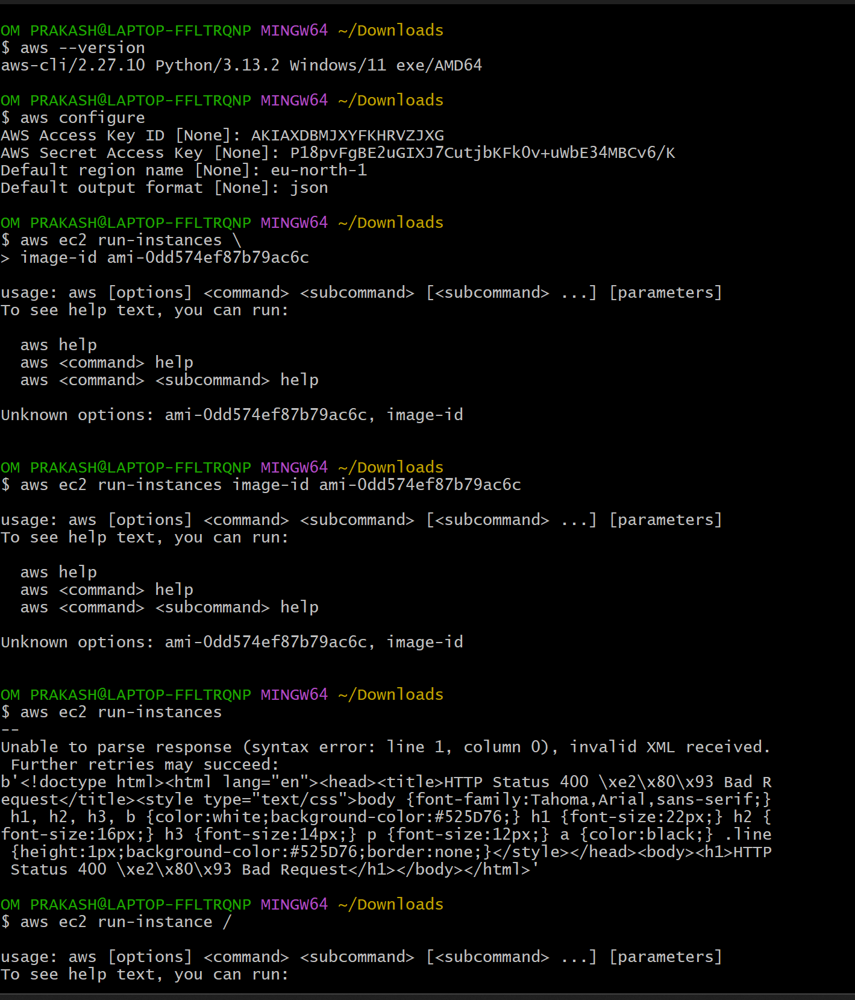 OM PRAKASH@LAPTOP-FFLTRQNP MINGW64 ~/Downloads
$ aws --version
aws-cli/2.27.10 Python/3.13.2 Windows/11 exe/AMD64
OM PRAKASH@LAPTOP-FFLTRQNP MINGW64 ~/Downloads
$ aws configure
AWS Access Key ID [None]: AKIAXDBMJXYFKHRVZJXG
AWS Secret Access Key [None]:
Default region name [None]: eu-north-1
Default output format [None]: json
OM PRAKASH@LAPTOP-FFLTRQNP MINGW64 ~/Downloads
$ aws ec2 run-instances \
> image-id ami-0dd574ef87b79ac6c
usage: aws [options] <command> <subcommand> [<subcommand> ...] [parameters]
To see help text, you can run:
aws help
aws <command> help
aws <command> <subcommand> help
Unknown options: ami-0dd574ef87b79ac6c, image-id
OM PRAKASH@LAPTOP-FFLTRQNP MINGW64 ~/Downloads
$ aws ec2 run-instances image-id ami-0dd574ef87b79ac6c
usage: aws [options] <command> <subcommand> [<subcommand> ...] [parameters]
To see help text, you can run:
aws help
aws <command> help
aws <command> <subcommand> help
Unknown options: ami-0dd574ef87b79ac6c, image-id
OM PRAKASH@LAPTOP-FFLTRQNP MINGW64 ~/Downloads
$ aws ec2 run-instances
--
Unable to parse response (syntax error: line 1, column 0), invalid XML received.
Further retries may succeed:
b'<!doctype html><html lang="en"><head><title>HTTP Status 400 \xe2\x80\x93 Bad R
equest</title><style type="text/css">body {font-family:Tahoma,Arial,sans-serif;}
h1, h2, h3, b {color:white;background-color:#525D76;} h1 {font-size:22px;} h2 {
font-size:16px;} h3 {font-size:14px;} p {font-size:12px;} a {color:black;} .line
{height:1px;background-color:#525D76;border:none;}</style></head><body><h1>HTTP
Status 400 \xe2\x80\x93 Bad Request</h1></body></html>'
OM PRAKASH@LAPTOP-FFLTRQNP MINGW64 ~/Downloads
$ aws ec2 run-instance /
usage: aws [options] <command> <subcommand> [<subcommand> ...] [parameters]
To see help text, you can run: